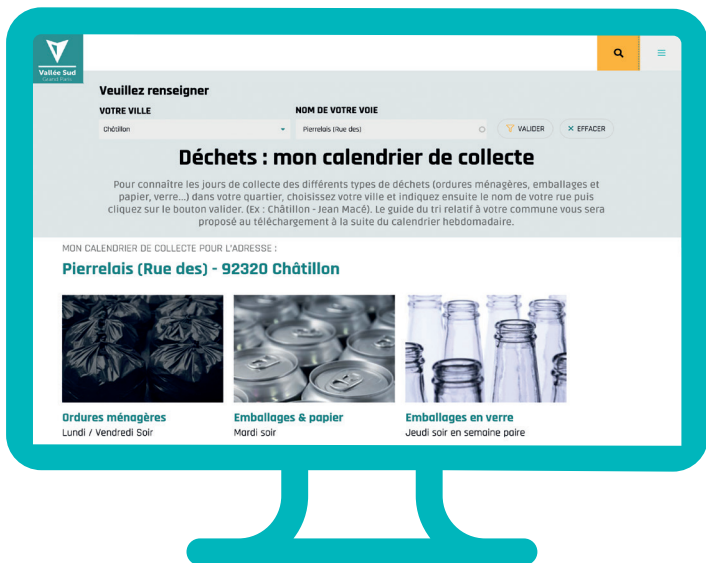 Vallée Sud
Grand Paris
Veuillez renseigner
VOTRE VILLE
NOM DE VOTRE VOIE
Châtillon
Pierrelais (Rue des)
VALIDER
× EFFACER
Déchets : mon calendrier de collecte
Pour connaître les jours de collecte des différents types de déchets (ordures ménagères, emballages et
papier, verre...) dans votre quartier, choisissez votre ville et indiquez ensuite le nom de votre rue puis
cliquez sur le bouton valider. (Ex : Châtillon - Jean Macé). Le guide du tri relatif à votre commune vous sera
proposé au téléchargement à la suite du calendrier hebdomadaire.
MON CALENDRIER DE COLLECTE POUR L'ADRESSE :
Pierrelais (Rue des) - 92320 Châtillon
Ordures ménagères
Lundi / Vendredi Soir
Emballages & papier
Mardi soir
Emballages en verre
Jeudi soir en semaine paire